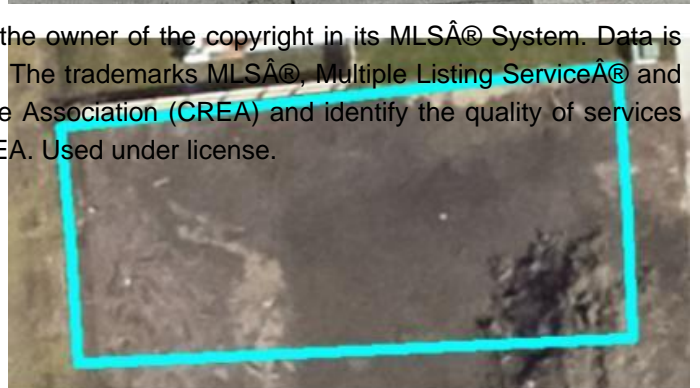 the owner of the copyright in its MLSÂ® System. Data is
The trademarks MLSÂ®, Multiple Listing ServiceÂ® and
e Association (CREA) and identify the quality of services
EA. Used under license.